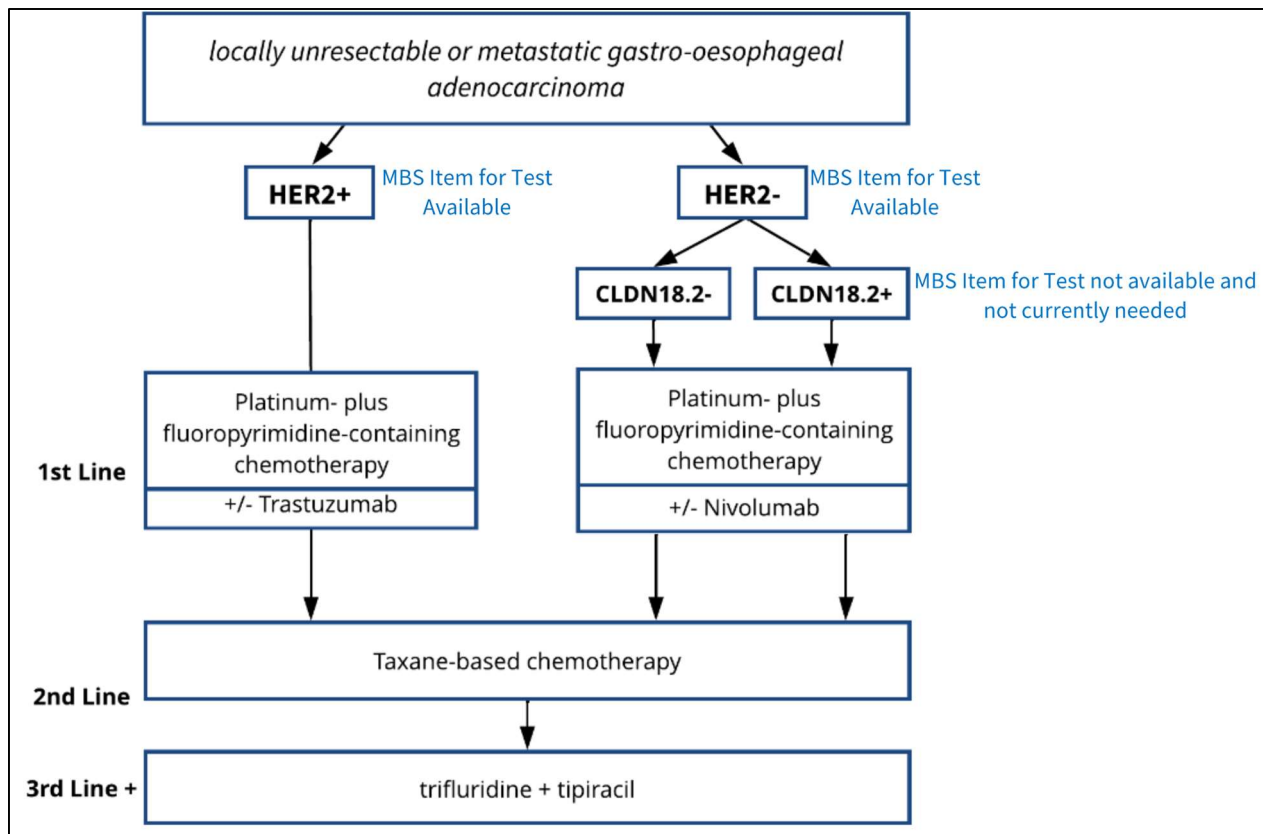 locally unresectable or metastatic gastro-oesophageal
adenocarcinoma
HER2+
MBS Item for Test
Available
HER2-
MBS Item for Test
Available
CLDN18.2-
CLDN18.2+
MBS Item for Test not available and
not currently needed
1st Line
Platinum- plus
fluoropyrimidine-containing
chemotherapy
+/- Trastuzumab
Platinum- plus
fluoropyrimidine-containing
chemotherapy
+/- Nivolumab
2nd Line
Taxane-based chemotherapy
3rd Line +
trifluridine + tipiracil